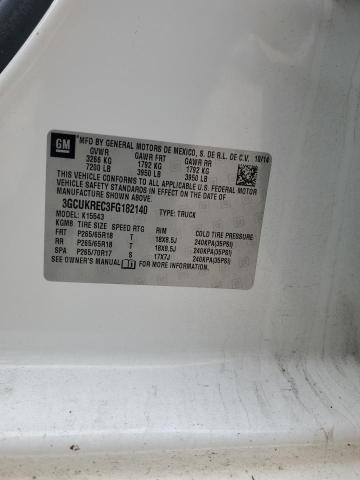 GM
MFD BY GENERAL MOTORS DE MEXICO, S. DE R.L. DE C.V. 10/14
GVWR GAWR FRT GAWR RR
3266 KG 1792 KG 1792 KG
7200 LB 3950 LB 3950 LB
THIS VEHICLE CONFORMS TO ALL APPLICABLE U.S. FEDERAL MOTOR
VEHICLE SAFETY STANDARDS IN EFFECT ON THE DATE OF
MANUFACTURE SHOWN ABOVE.
3GCUKREC3FG182140 TYPE: TRUCK
MODEL: K15543
KGMB TIRE SIZE SPEED RTG RIM COLD TIRE PRESSURE
FRT P265/65R18 T 18X8.5J 240KPA(35PSI)
RR P265/65R18 T 18X8.5J 240KPA(35PSI)
SPA P265/70R17 S 17X7J 240KPA(35PSI)
SEE OWNER'S MANUAL FOR MORE INFORMATION.